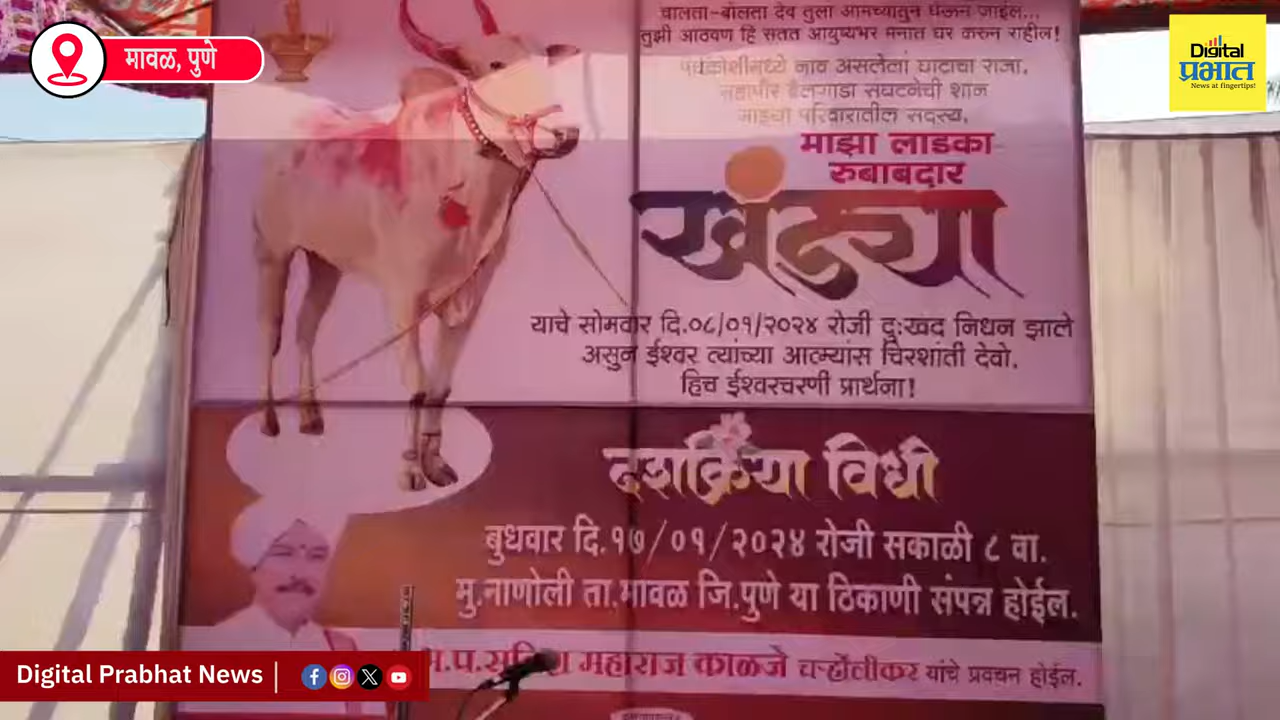 मावळ, पुणे
Digital
प्रभात
News at fingertips!
चालता-बोलता देव तुला आमच्यातुन घेऊन जाईल...
तुझी आठवण हि सतत आयुष्यभर मनात घर करुन राहील!
पंचक्रोशीमध्ये नाव असलेला घाटाचा राजा,
बैलगाडा संघटनेची शान
माझ्या परिवारातील सदस्य,
माझा लाडका
रुबाबदार
खंड्या
याचे सोमवार दि.०८/०१/२०२४ रोजी दु:खद निधन झाले
असुन ईश्वर त्यांच्या आत्म्यांस चिरशांती देवो.
हिच ईश्वरचरणी प्रार्थना!
दशक्रिया विधी
बुधवार दि.१७/०१/२०२४ रोजी सकाळी ८ वा.
मु.नाणोली ता.मावळ जि.पुणे या ठिकाणी संपन्न होईल.
महाराज काळजे चऱ्होलीकर यांचे प्रवचन होईल.
Digital Prabhat News